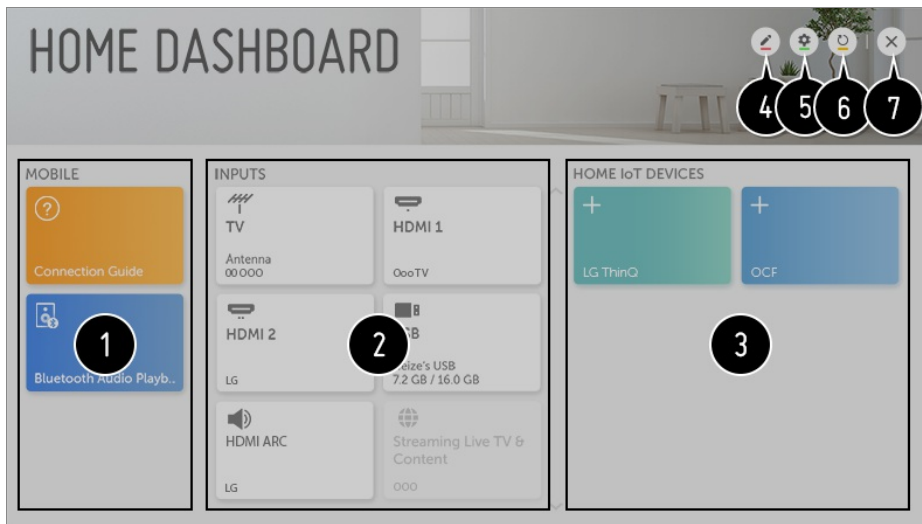 HOME DASHBOARD
4 5 6 7
MOBILE
Connection Guide
Bluetooth Audio Playb..
1
INPUTS
TV
Antenna
00 000
HDMI 1
OooTV
HDMI 2
LG
2
7.2 GB / 16.0 GB
HDMI ARC
LG
Streaming Live TV &
Content
000
HOME IoT DEVICES
LG ThinQ
OCF
3